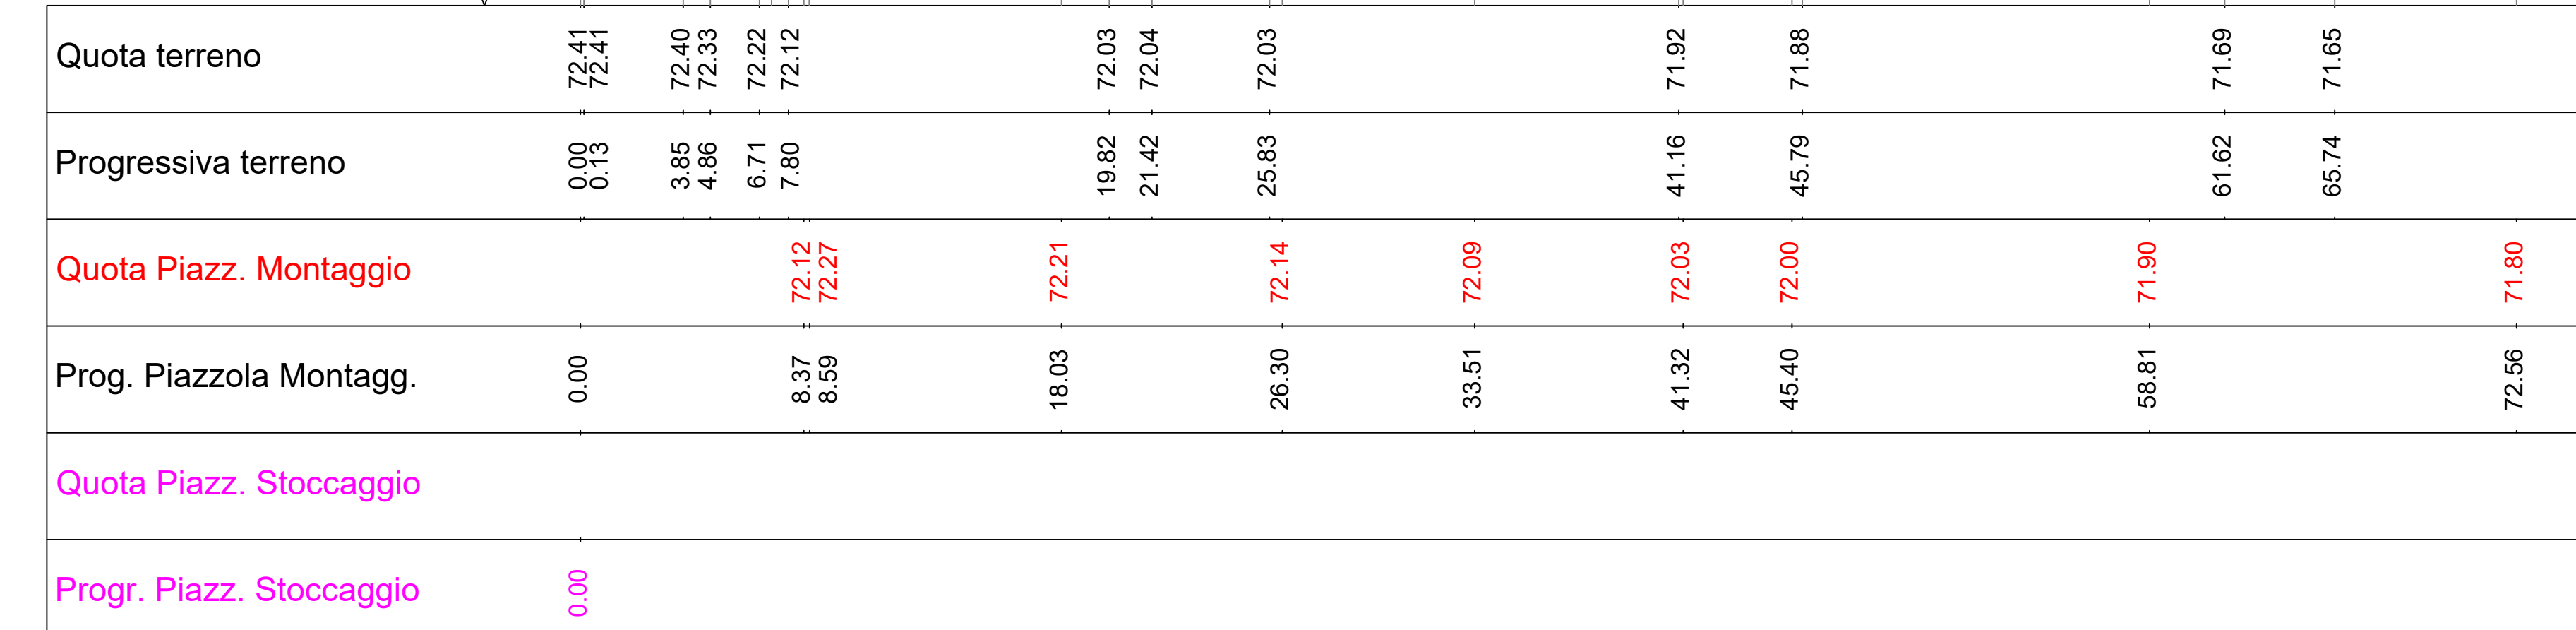 Quota terreno 72.41 72.41 72.40 72.33 72.22 72.12 72.03 72.04 72.03 71.92 71.88 71.69 71.65
Progressiva terreno 0.00 0.13 3.85 4.86 6.71 7.80 19.82 21.42 25.83 41.16 45.79 61.62 65.74
Quota Piazz. Montaggio 72.12 72.27 72.21 72.14 72.09 72.03 72.00 71.90 71.80
Prog. Piazzola Montagg. 0.00 8.37 8.59 18.03 26.30 33.51 41.32 45.40 58.81 72.56
Quota Piazz. Stoccaggio
Progr. Piazz. Stoccaggio 0.00